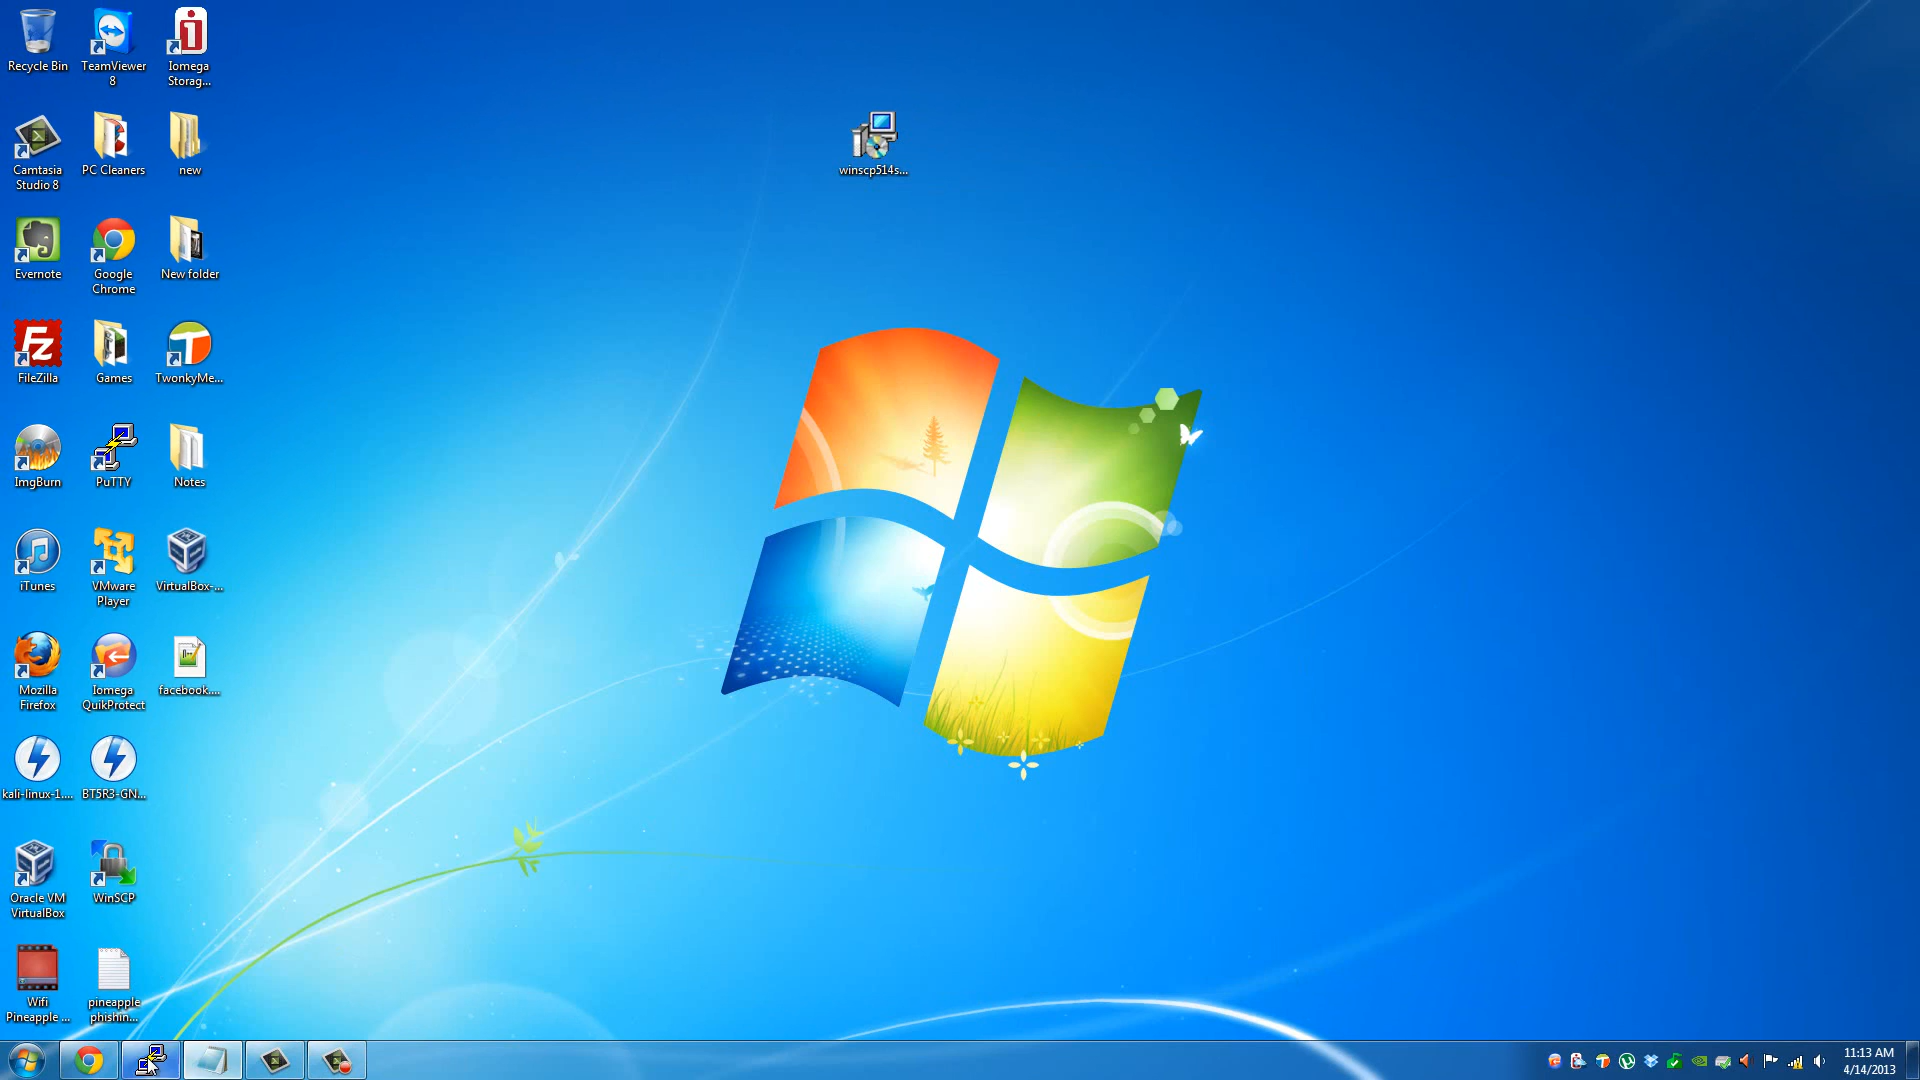 Recycle Bin
TeamViewer
8
Iomega
Storag...
Camtasia
Studio 8
PC Cleaners
new
winscp514s...
Evernote
Google
Chrome
New folder
FileZilla
Games
TwonkyMe...
ImgBurn
PuTTY
Notes
iTunes
VMware
Player
VirtualBox-...
Mozilla
Firefox
Iomega
QuikProtect
facebook....
kali-linux-1....
BT5R3-GN...
Oracle VM
VirtualBox
WinSCP
Wifi
Pineapple ...
pineapple
phishin...
11:13 AM
4/14/2013